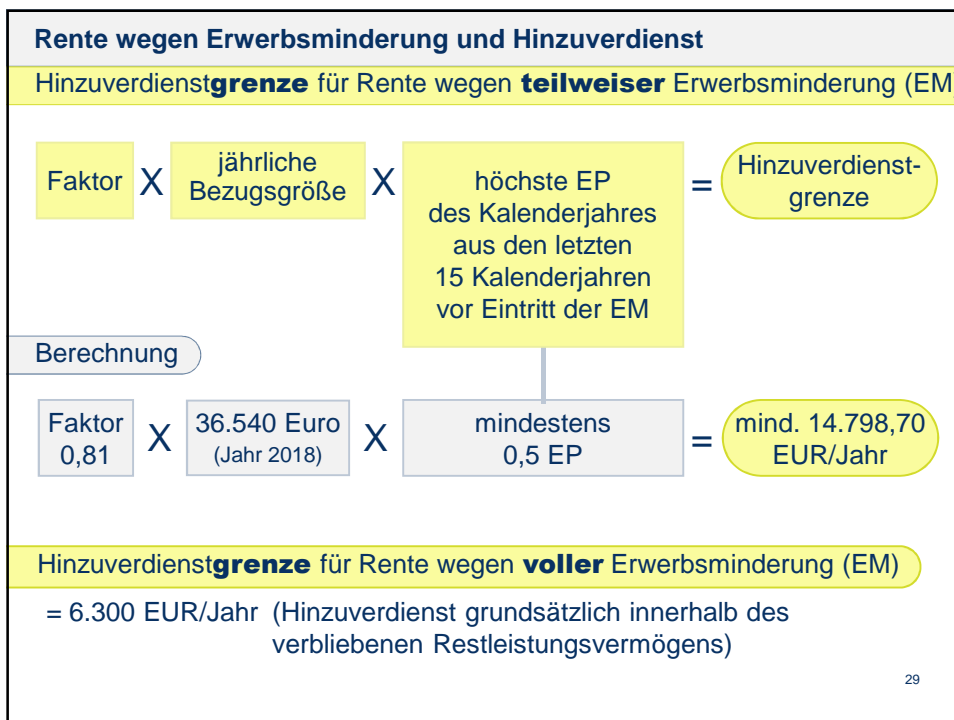 Rente wegen Erwerbsminderung und Hinzuverdienst
Hinzuverdienstgrenze für Rente wegen teilweiser Erwerbsminderung (EM
Faktor X jährliche Bezugsgröße X
höchste EP
des Kalenderjahres
aus den letzten
15 Kalenderjahren
vor Eintritt der EM
= Hinzuverdienst-
grenze
Berechnung
Faktor
0,81
X
36.540 Euro
(Jahr 2018)
X
mindestens
0,5 EP
=
mind. 14.798,70
EUR/Jahr
Hinzuverdienstgrenze für Rente wegen voller Erwerbsminderung (EM)
= 6.300 EUR/Jahr (Hinzuverdienst grundsätzlich innerhalb des
verbliebenen Restleistungsvermögens)
29